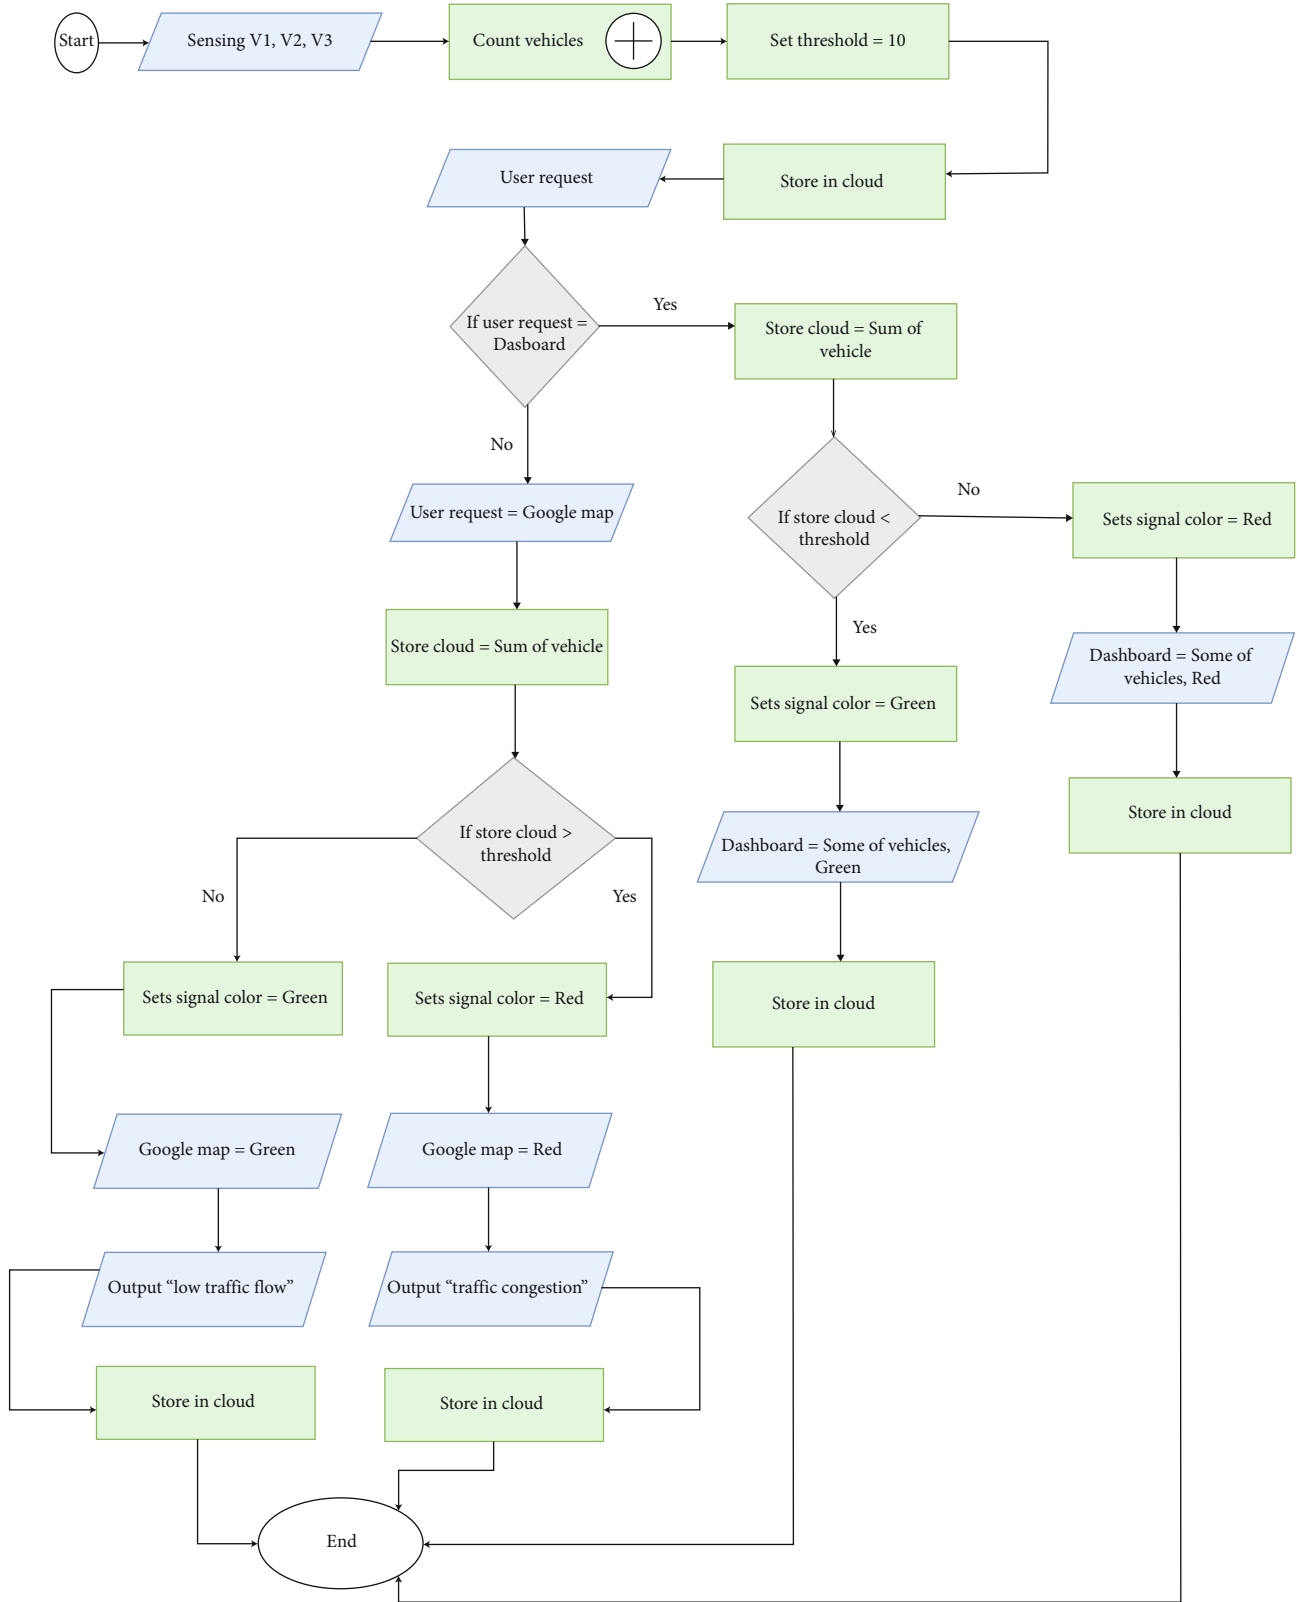 Start
Sensing V1, V2, V3
Count vehicles
Set threshold = 10
User request
Store in cloud
If user request =
Dasboard
Yes
Store cloud = Sum of
vehicle
No
User request = Google map
If store cloud <
threshold
No
Sets signal color = Red
Yes
Store cloud = Sum of vehicle
Dashboard = Some of
vehicles, Red
Sets signal color = Green
Store in cloud
If store cloud >
threshold
Dashboard = Some of vehicles,
Green
No
Yes
Sets signal color = Green
Sets signal color = Red
Store in cloud
Google map = Green
Google map = Red
Output “low traffic flow”
Output “traffic congestion”
Store in cloud
Store in cloud
End